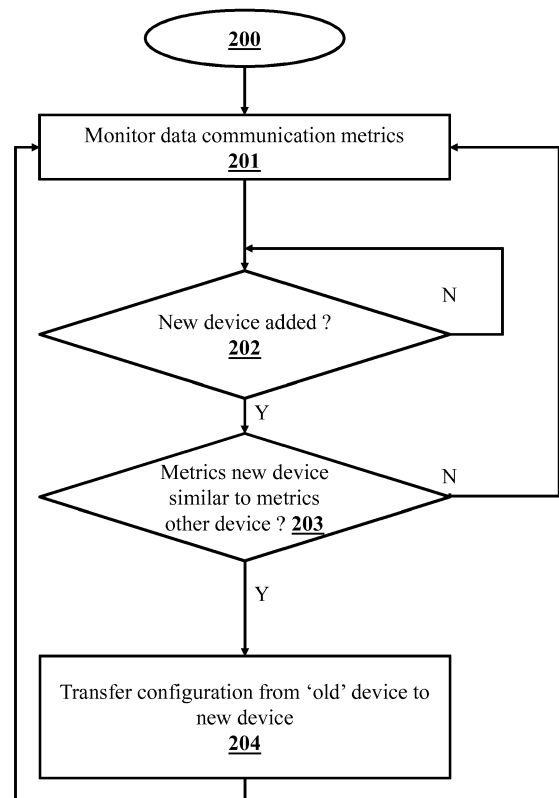 200
Monitor data communication metrics
201
N
New device added ?
202
Y
Metrics new device
similar to metrics
other device ? 203
N
Y
Transfer configuration from ‘old’ device to
new device
204